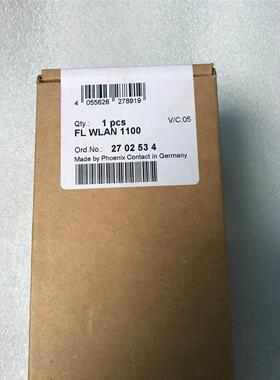 4 055626 278919
Qty.: 1 pcs V/C:05
FL WLAN 1100
Ord.No.: 27 02 53 4
Made by Phoenix Contact in Germany